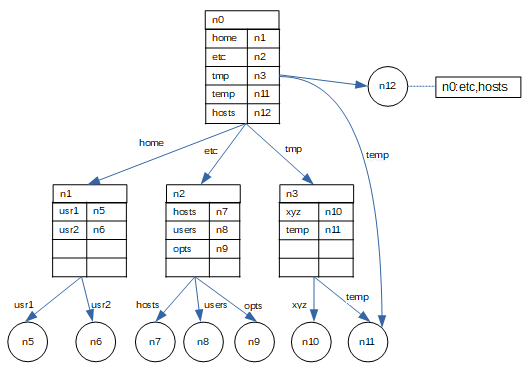 n0
home n1
etc n2
tmp n3
temp n11
hosts n12
n12
n0:etc,hosts
home
etc
tmp
temp
n1
usr1 n5
usr2 n6
n2
hosts n7
users n8
opts n9
n3
xyz n10
temp n11
usr1
usr2
hosts
users
opts
xyz
temp
n5
n6
n7
n8
n9
n10
n11